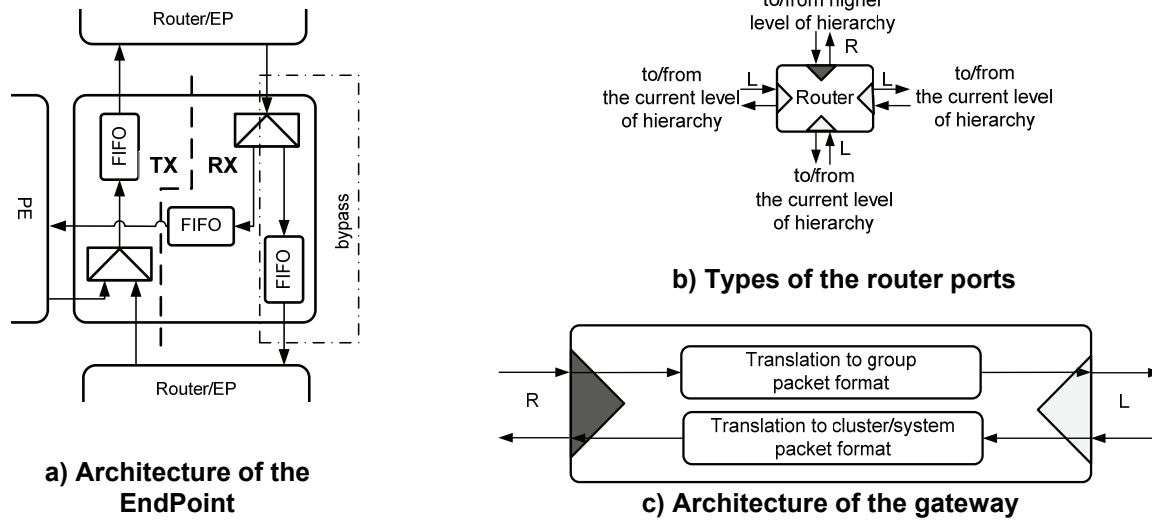 Router/EP
FIFO
TX
RX
PE
FIFO
FIFO
bypass
Router/EP
a) Architecture of the
EndPoint
to/from higher
level of hierarchy
R
to/from
the current level
of hierarchy
L
Router
L
to/from
the current level
of hierarchy
L
to/from
the current level
of hierarchy
b) Types of the router ports
Translation to group
packet format
R
L
Translation to cluster/system
packet format
c) Architecture of the gateway